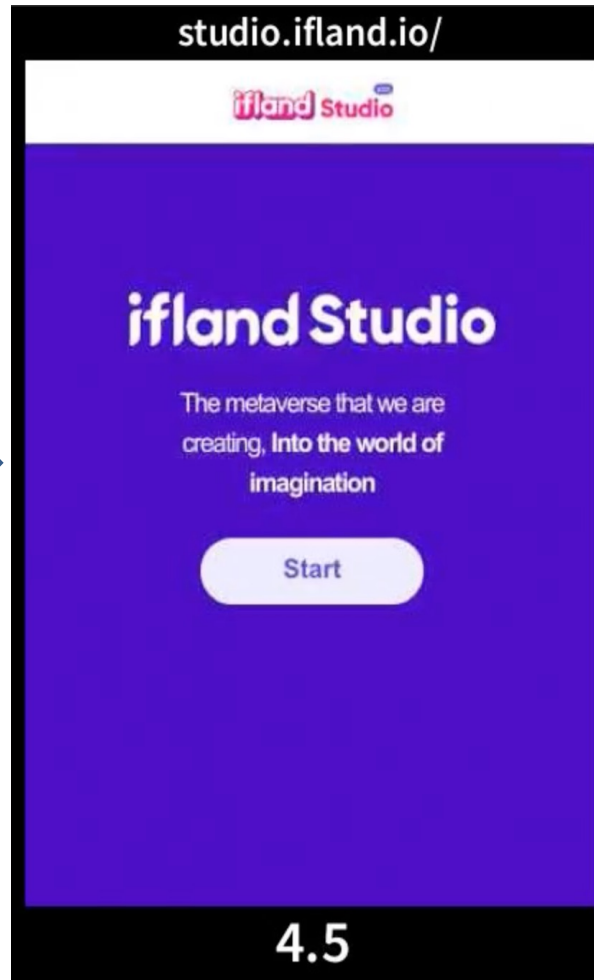 studio.ifland.io/
ifland Studio
ifland Studio
The metaverse that we are
creating, Into the world of
imagination
Start
4.5